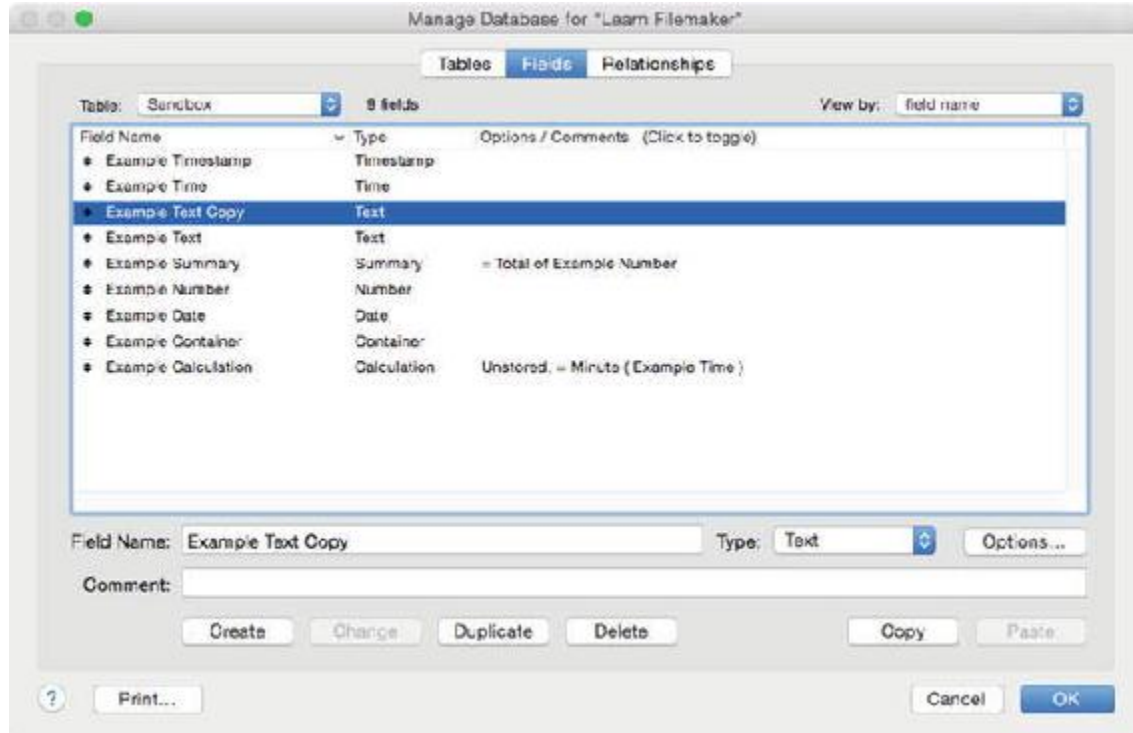 Manage Database for "Learn Filemaker"
Tables Fields Relationships
Table: Sandbox 9 fields View by: field name
Field Name Type Options / Comments (Click to toggle)
Example Timestamp Timestamp
Example Time Time
Example Text Copy Text
Example Text Text
Example Summary Summary = Total of Example Number
Example Number Number
Example Date Date
Example Container Container
Example Calculation Calculation Unstored, = Minute ( Example Time )
Field Name: Example Text Copy Type: Text Options...
Comment:
Create Change Duplicate Delete Copy Paste
? Print... Cancel OK